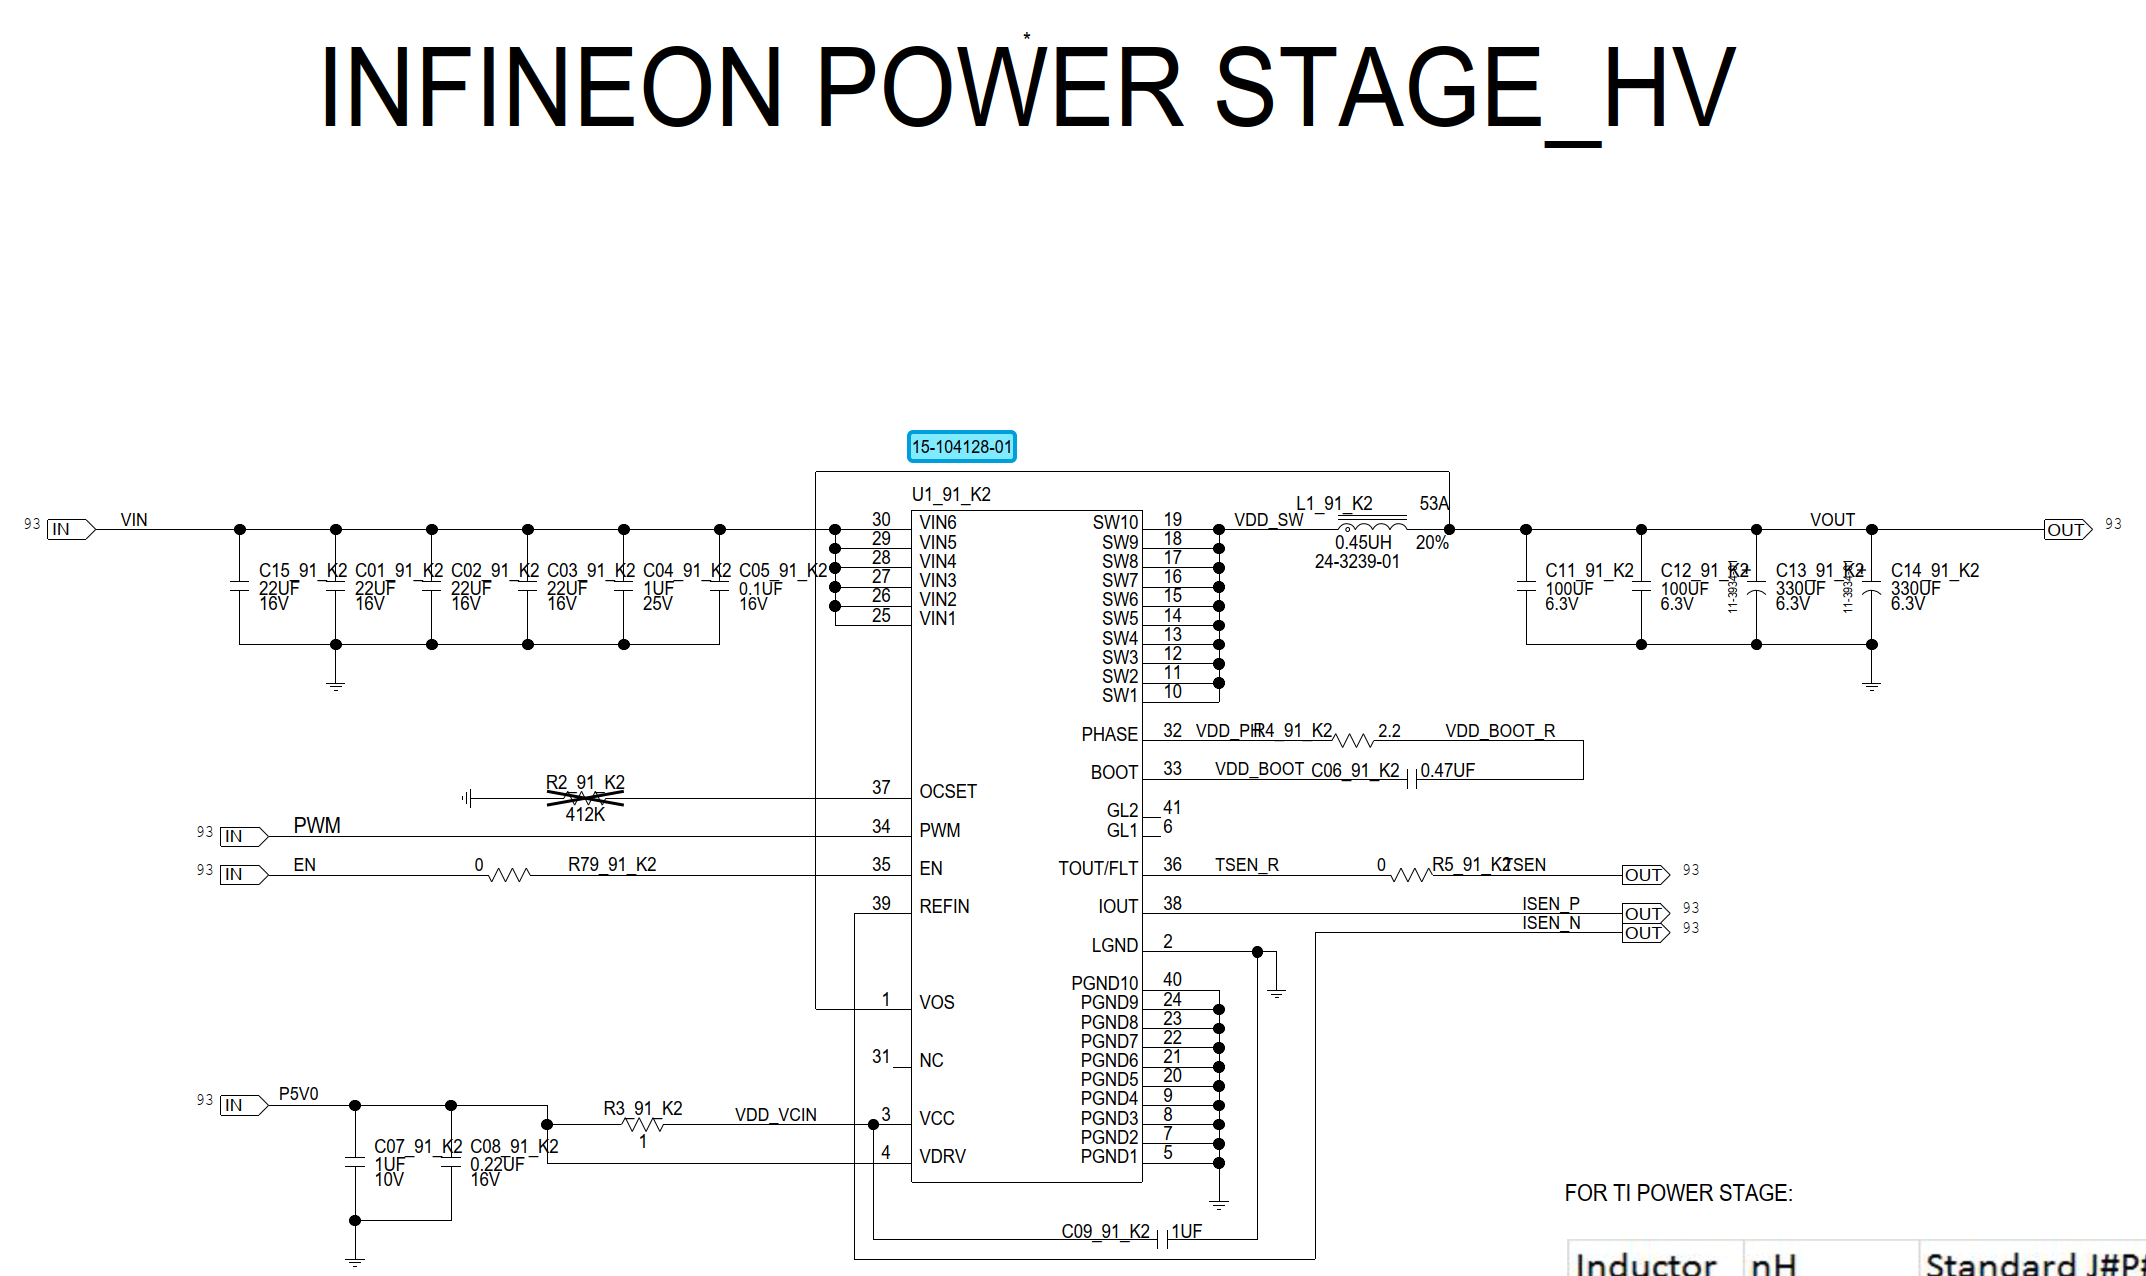 *
INFINEON POWER STAGE_HV
15-104128-01
U1_91_K2
93 IN VIN
30 VIN6
29 VIN5
28 VIN4
27 VIN3
26 VIN2
25 VIN1
C15_91_K2
22UF
16V
C01_91_K2
22UF
16V
C02_91_K2
22UF
16V
C03_91_K2
22UF
16V
C04_91_K2
1UF
25V
C05_91_K2
0.1UF
16V
SW10 19
SW9 18
SW8 17
SW7 16
SW6 15
SW5 14
SW4 13
SW3 12
SW2 11
SW1 10
VDD_SW
L1_91_K2 53A
0.45UH 20%
24-3239-01
VOUT
OUT 93
C11_91_K2
100UF
6.3V
C12_91_K2
100UF
6.3V
C13_91_K2
330UF
6.3V
C14_91_K2
330UF
6.3V
PHASE 32 R4_91_K2 2.2 VDD_BOOT_R
BOOT 33 VDD_BOOT C06_91_K2 0.47UF
R2_91_K2
412K
37 OCSET
GL2 41
GL1 6
93 IN PWM 34 PWM
93 IN EN 0 R79_91_K2 35 EN
TOUT/FLT 36 TSEN_R 0 R5_91_K2 TSEN OUT 93
39 REFIN
IOUT 38 ISEN_P OUT 93
ISEN_N OUT 93
LGND 2
1 VOS
31 NC
PGND10 40
PGND9 24
PGND8 23
PGND7 22
PGND6 21
PGND5 20
PGND4 9
PGND3 8
PGND2 7
PGND1 5
93 IN P5V0
R3_91_K2
1
VDD_VCIN
3 VCC
4 VDRV
C07_91_K2
1UF
10V
C08_91_K2
0.22UF
16V
C09_91_K2 1UF
FOR TI POWER STAGE:
Inductor nH Standard